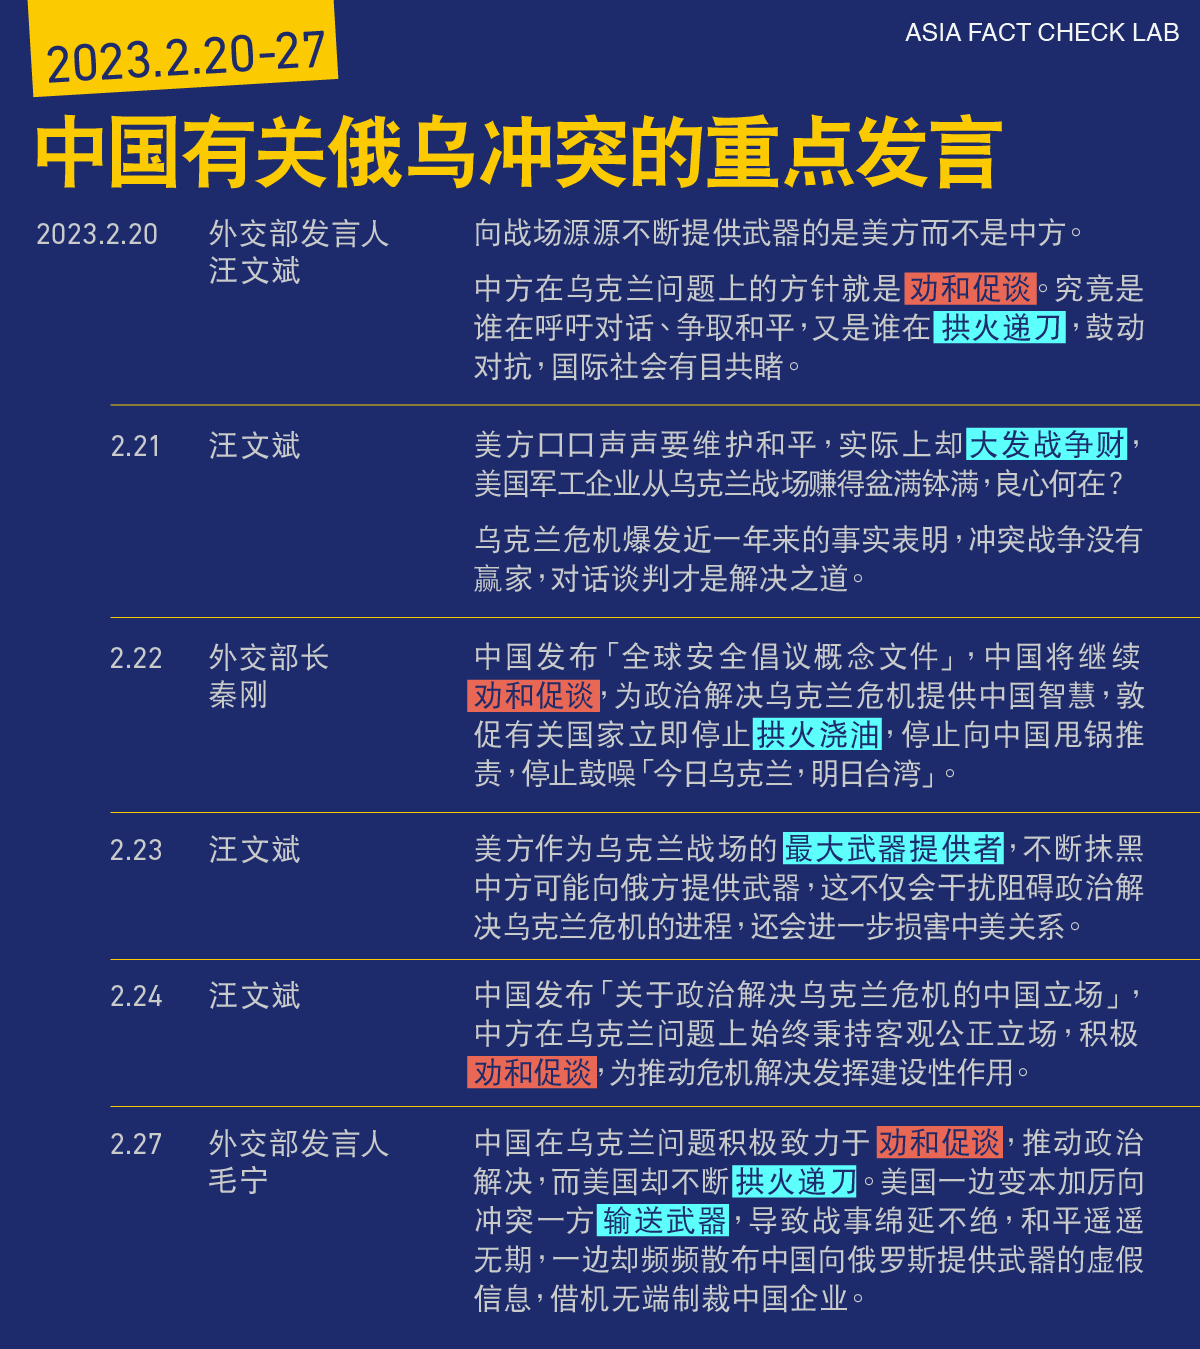 2023.2.20-27
ASIA FACT CHECK LAB
中国有关俄乌冲突的重点发言
2023.2.20
外交部发言人
汪文斌
向战场源源不断提供武器的是美方而不是中方。
中方在乌克兰问题上的方针就是劝和促谈。究竟是
谁在呼吁对话、争取和平,又是谁在拱火递刀,鼓动
对抗,国际社会有目共睹。
2.21
汪文斌
美方口口声声要维护和平,实际上却大发战争财,
美国军工企业从乌克兰战场赚得盆满钵满,良心何在?
乌克兰危机爆发近一年来的事实表明,冲突战争没有
赢家,对话谈判才是解决之道。
2.22
外交部长
秦刚
中国发布「全球安全倡议概念文件」,中国将继续
劝和促谈,为政治解决乌克兰危机提供中国智慧,敦
促有关国家立即停止拱火浇油,停止向中国甩锅推
责,停止鼓噪「今日乌克兰,明日台湾」。
2.23
汪文斌
美方作为乌克兰战场的最大武器提供者,不断抹黑
中方可能向俄方提供武器,这不仅会干扰阻碍政治解
决乌克兰危机的进程,还会进一步损害中美关系。
2.24
汪文斌
中国发布「关于政治解决乌克兰危机的中国立场」,
中方在乌克兰问题上始终秉持客观公正立场,积极
劝和促谈,为推动危机解决发挥建设性作用。
2.27
外交部发言人
毛宁
中国在乌克兰问题积极致力于劝和促谈,推动政治
解决,而美国却不断拱火递刀。美国一边变本加厉向
冲突一方输送武器,导致战事绵延不绝,和平遥遥
无期,一边却频频散布中国向俄罗斯提供武器的虚假
信息,借机无端制裁中国企业。